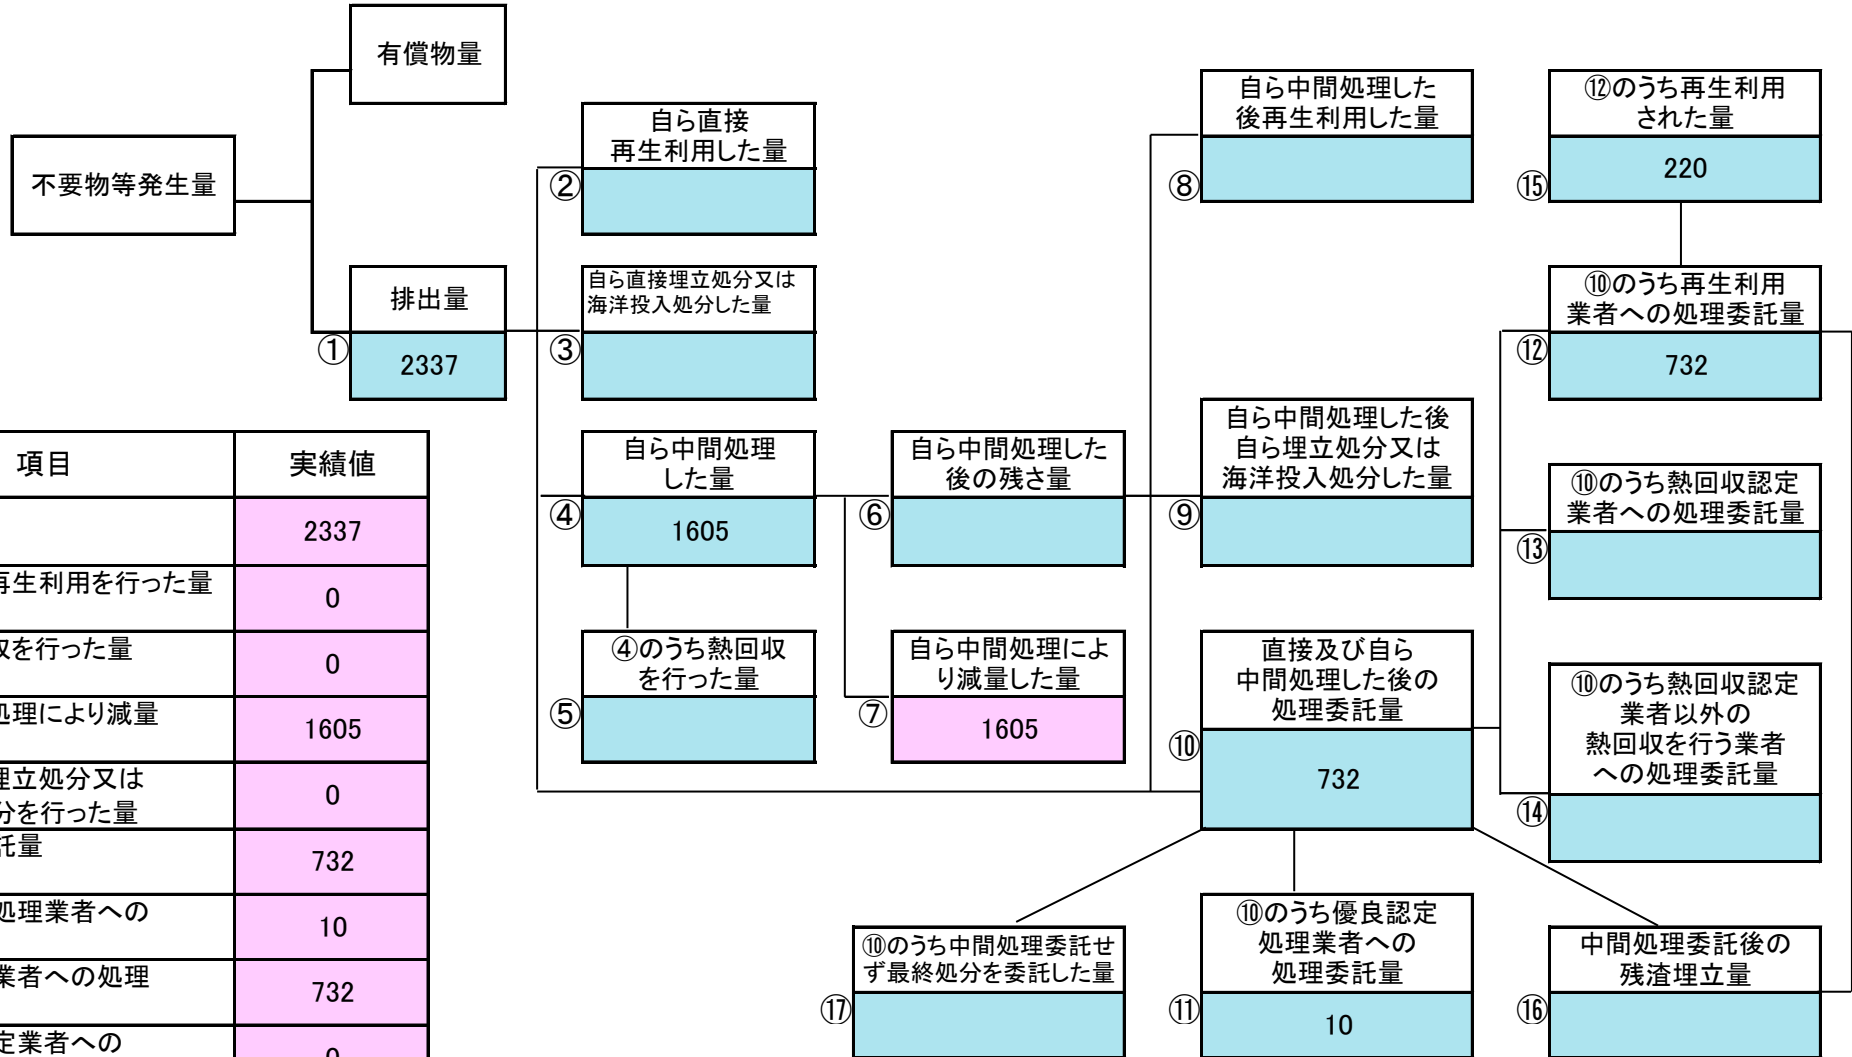 有償物量
不要物等発生量
排出量
①
2337
自ら直接
再生利用した量
②
自ら直接埋立処分又は
海洋投入処分した量
③
自ら中間処理
した量
④
1605
④のうち熱回収
を行った量
⑤
自ら中間処理した
後の残さ量
⑥
自ら中間処理によ
り減量した量
⑦
1605
自ら中間処理した
後再生利用した量
⑧
自ら中間処理した後
自ら埋立処分又は
海洋投入処分した量
⑨
直接及び自ら
中間処理した後の
処理委託量
⑩
732
⑫のうち再生利用
された量
⑮
220
⑩のうち再生利用
業者への処理委託量
⑫
732
⑩のうち熱回収認定
業者への処理委託量
⑬
⑩のうち熱回収認定
業者以外の
熱回収を行う業者
への処理委託量
⑭
⑩のうち中間処理委託せ
ず最終処分を委託した量
⑰
⑩のうち優良認定
処理業者への
処理委託量
⑪
10
中間処理委託後の
残渣埋立量
⑯
項目 実績値
2337
再生利用を行った量 0
収を行った量 0
処理により減量 1605
埋立処分又は
分を行った量 0
託量 732
処理業者への 10
業者への処理 732
定業者への 0